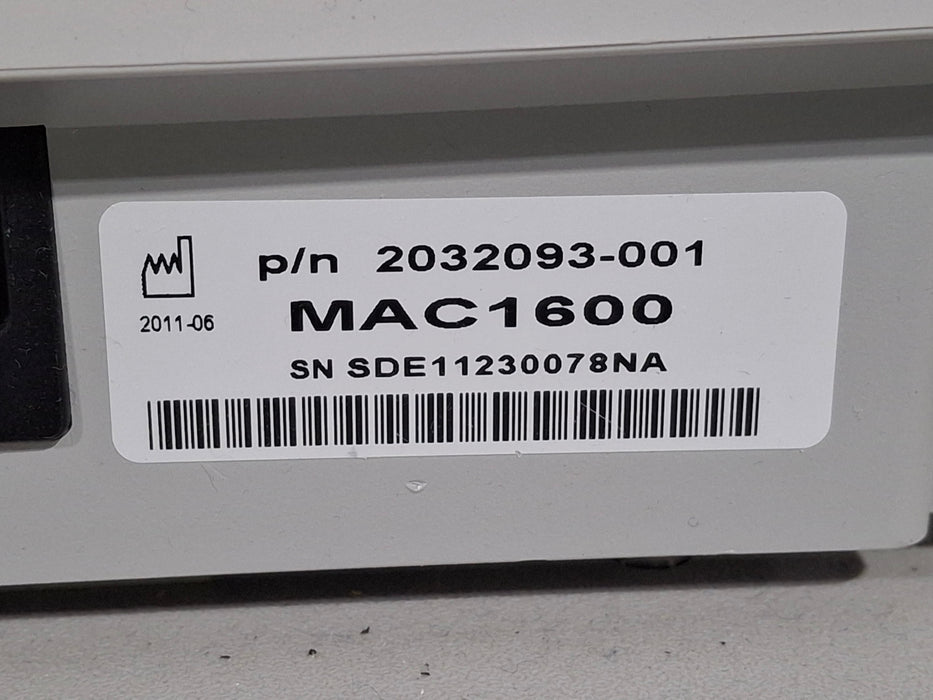 p/n 2032093-001
MAC1600
2011-06
SN SDE11230078NA